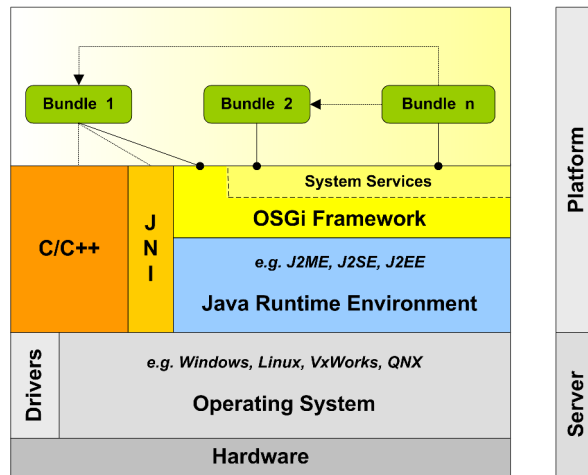 Bundle 1
Bundle 2
Bundle n
System Services
OSGi Framework
C/C++
J
N
I
e.g. J2ME, J2SE, J2EE
Java Runtime Environment
Drivers
e.g. Windows, Linux, VxWorks, QNX
Operating System
Hardware
Platform
Server